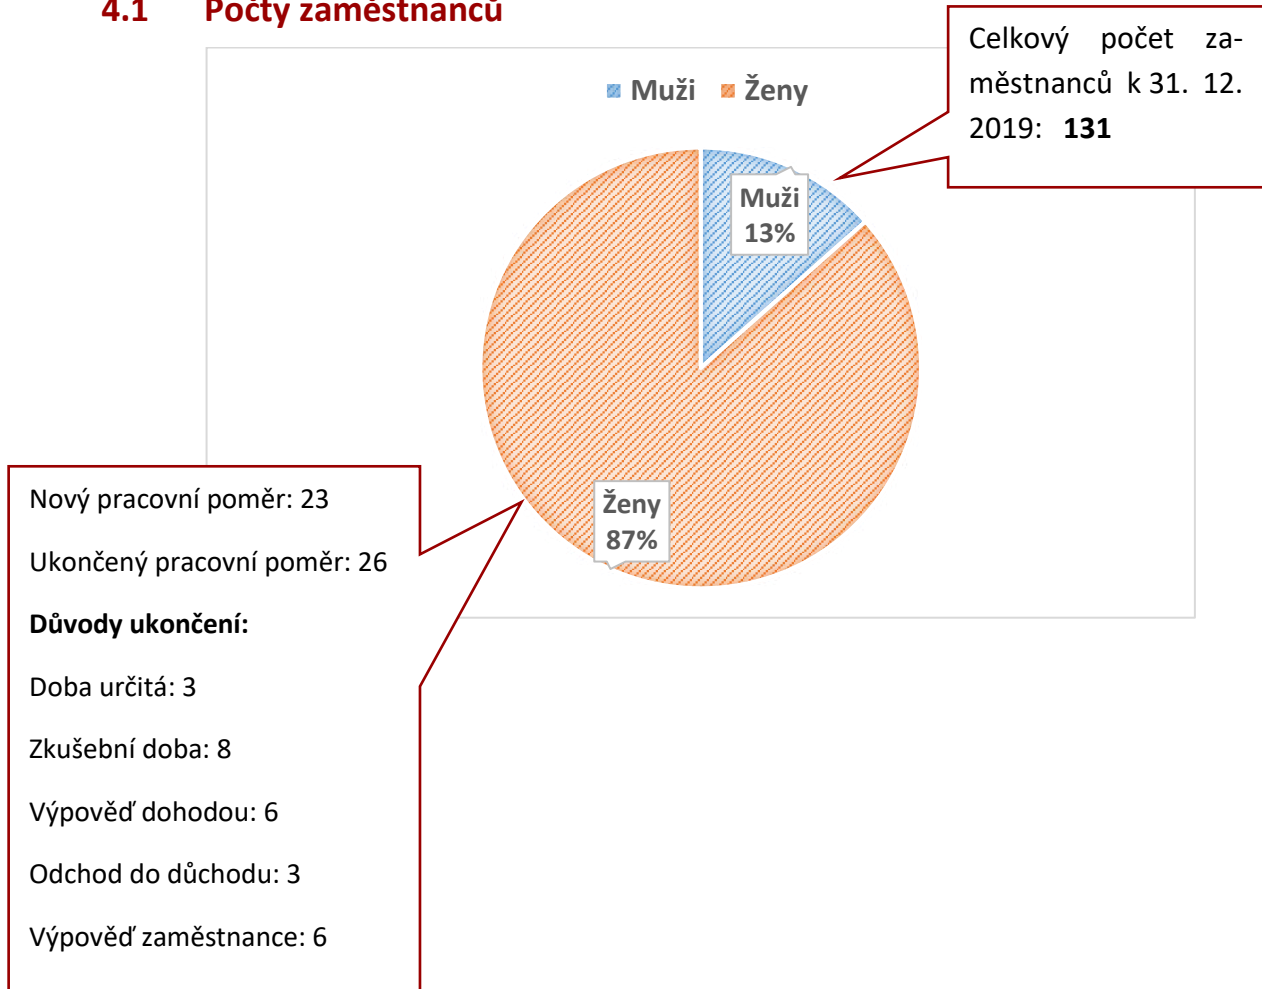 4.1 Počty zaměstnanců
Celkový počet za-
městnanců k 31. 12.
2019: 131
Muži Ženy
Muži
13%
Ženy
87%
Nový pracovní poměr: 23
Ukončený pracovní poměr: 26
Důvody ukončení:
Doba určitá: 3
Zkušební doba: 8
Výpověď dohodou: 6
Odchod do důchodu: 3
Výpověď zaměstnance: 6